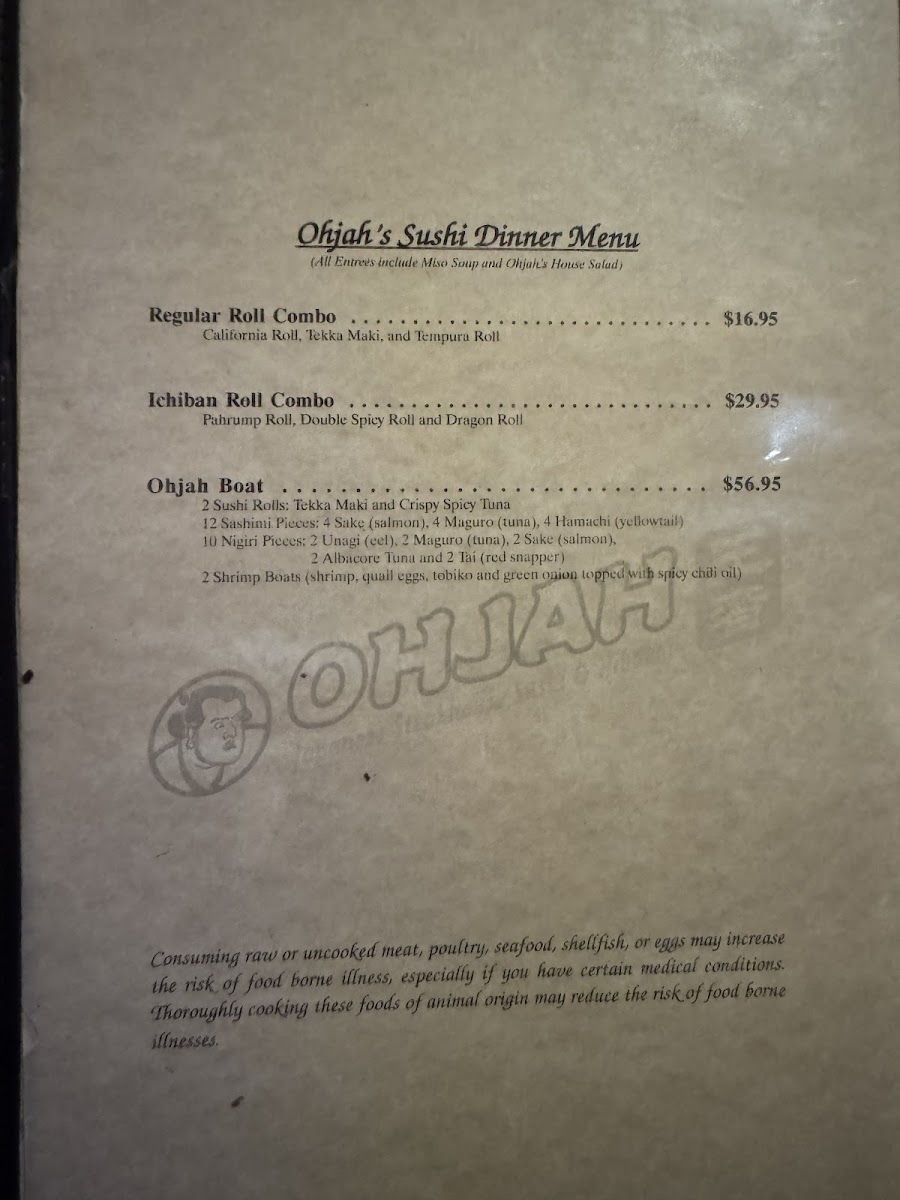 Ohjah's Sushi Dinner Menu
(All Entrees include Miso Soup and Ohjah's House Salad)
Regular Roll Combo . . . . . . . . . . . . . . . . . . . . . . . . . . . . . $16.95
California Roll, Tekka Maki, and Tempura Roll
Ichiban Roll Combo . . . . . . . . . . . . . . . . . . . . . . . . . . . . . $29.95
Pahrump Roll, Double Spicy Roll and Dragon Roll
Ohjah Boat . . . . . . . . . . . . . . . . . . . . . . . . . . . . . . . . . . $56.95
2 Sushi Rolls: Tekka Maki and Crispy Spicy Tuna
12 Sashimi Pieces: 4 Sake (salmon), 4 Maguro (tuna), 4 Hamachi (yellowtail)
10 Nigiri Pieces: 2 Unagi (eel), 2 Maguro (tuna), 2 Sake (salmon),
2 Albacore Tuna and 2 Tai (red snapper)
2 Shrimp Boats (shrimp, quail eggs, tobiko and green onion topped with spicy chili oil)
OHJAH
Japanese Steakhouse
Consuming raw or uncooked meat, poultry, seafood, shellfish, or eggs may increase
the risk of food borne illness, especially if you have certain medical conditions.
Thoroughly cooking these foods of animal origin may reduce the risk of food borne
illnesses.